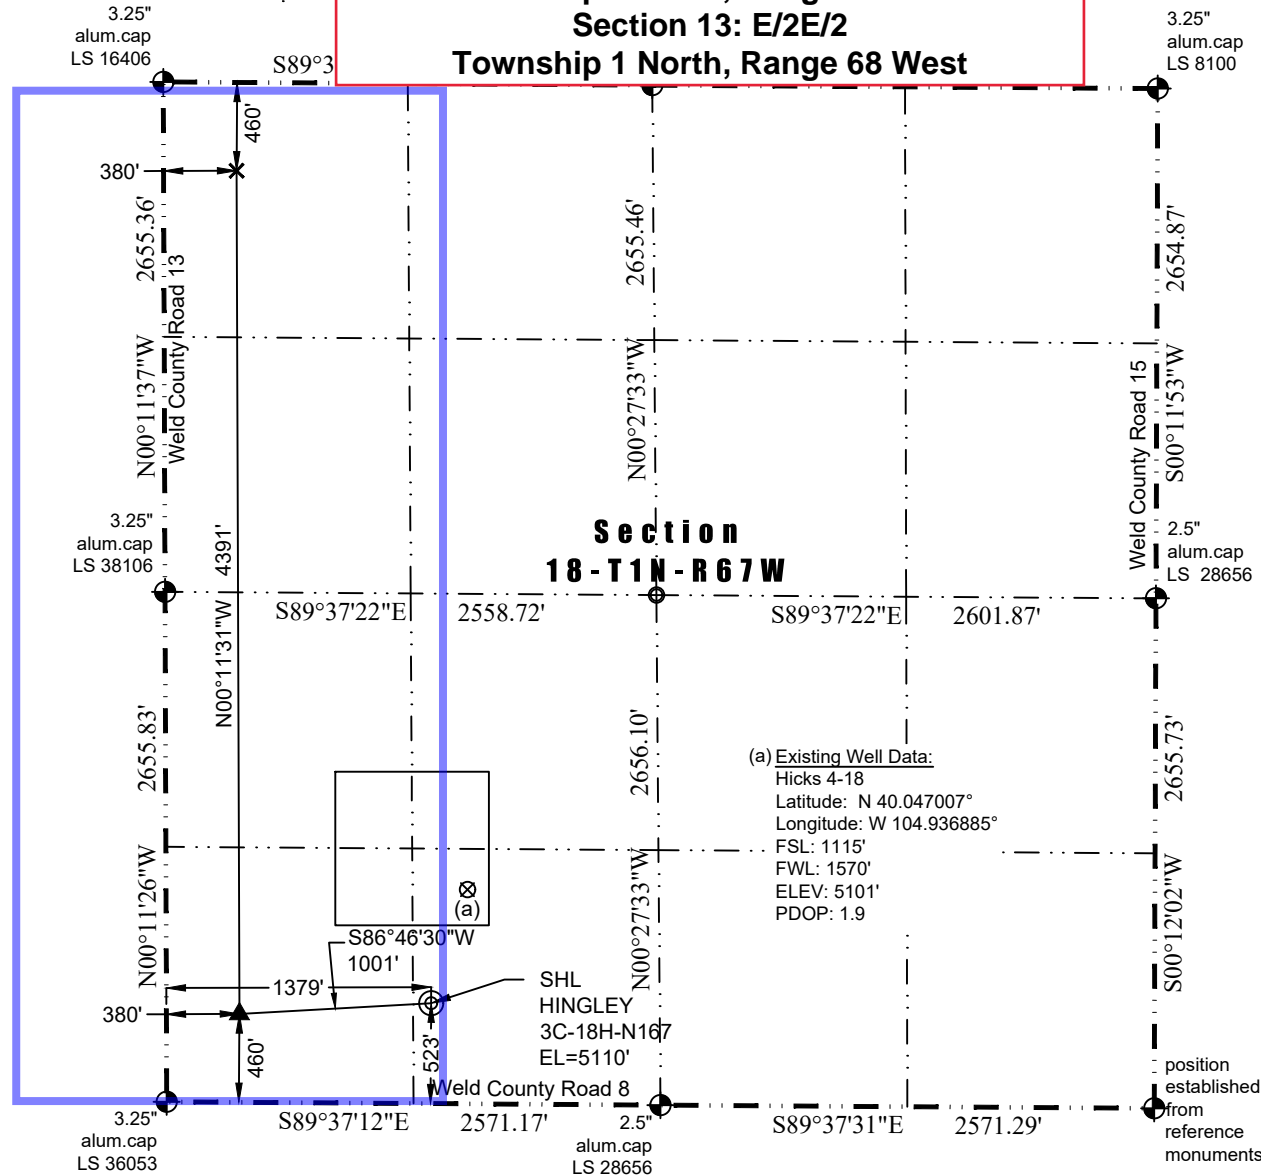 Section 13: E/2E/2
Township 1 North, Range 68 West
3.25"
alum.cap
LS 16406
3.25"
alum.cap
LS 8100
S89°3
460'
380'
2655.36'
Weld County Road 13
N00°11'37"W
2655.46'
N00°27'33"W
2654.87'
S00°11'53"W
Weld County Road 15
3.25"
alum.cap
LS 38106
Section
18-T1N-R67W
2.5"
alum.cap
LS 28656
S89°37'22"E
2558.72'
S89°37'22"E
2601.87'
N00°11'31"W 4391'
2655.83'
N00°11'26"W
2656.10'
N00°27'33"W
2655.73'
S00°12'02"W
(a) Existing Well Data:
Hicks 4-18
Latitude: N 40.047007°
Longitude: W 104.936885°
FSL: 1115'
FWL: 1570'
ELEV: 5101'
PDOP: 1.9
(a)
S86°46'30"W
1001'
1379'
380'
460'
523'
SHL
HINGLEY
3C-18H-N167
EL=5110'
Weld County Road 8
position
established
from
reference
monuments
3.25"
alum.cap
LS 36053
S89°37'12"E
2571.17'
2.5"
alum.cap
LS 28656
S89°37'31"E
2571.29'